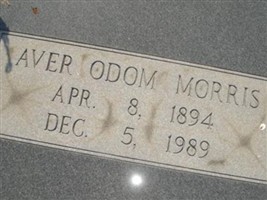 AVER ODOM MORRIS
APR. 8, 1894
DEC. 5, 1989